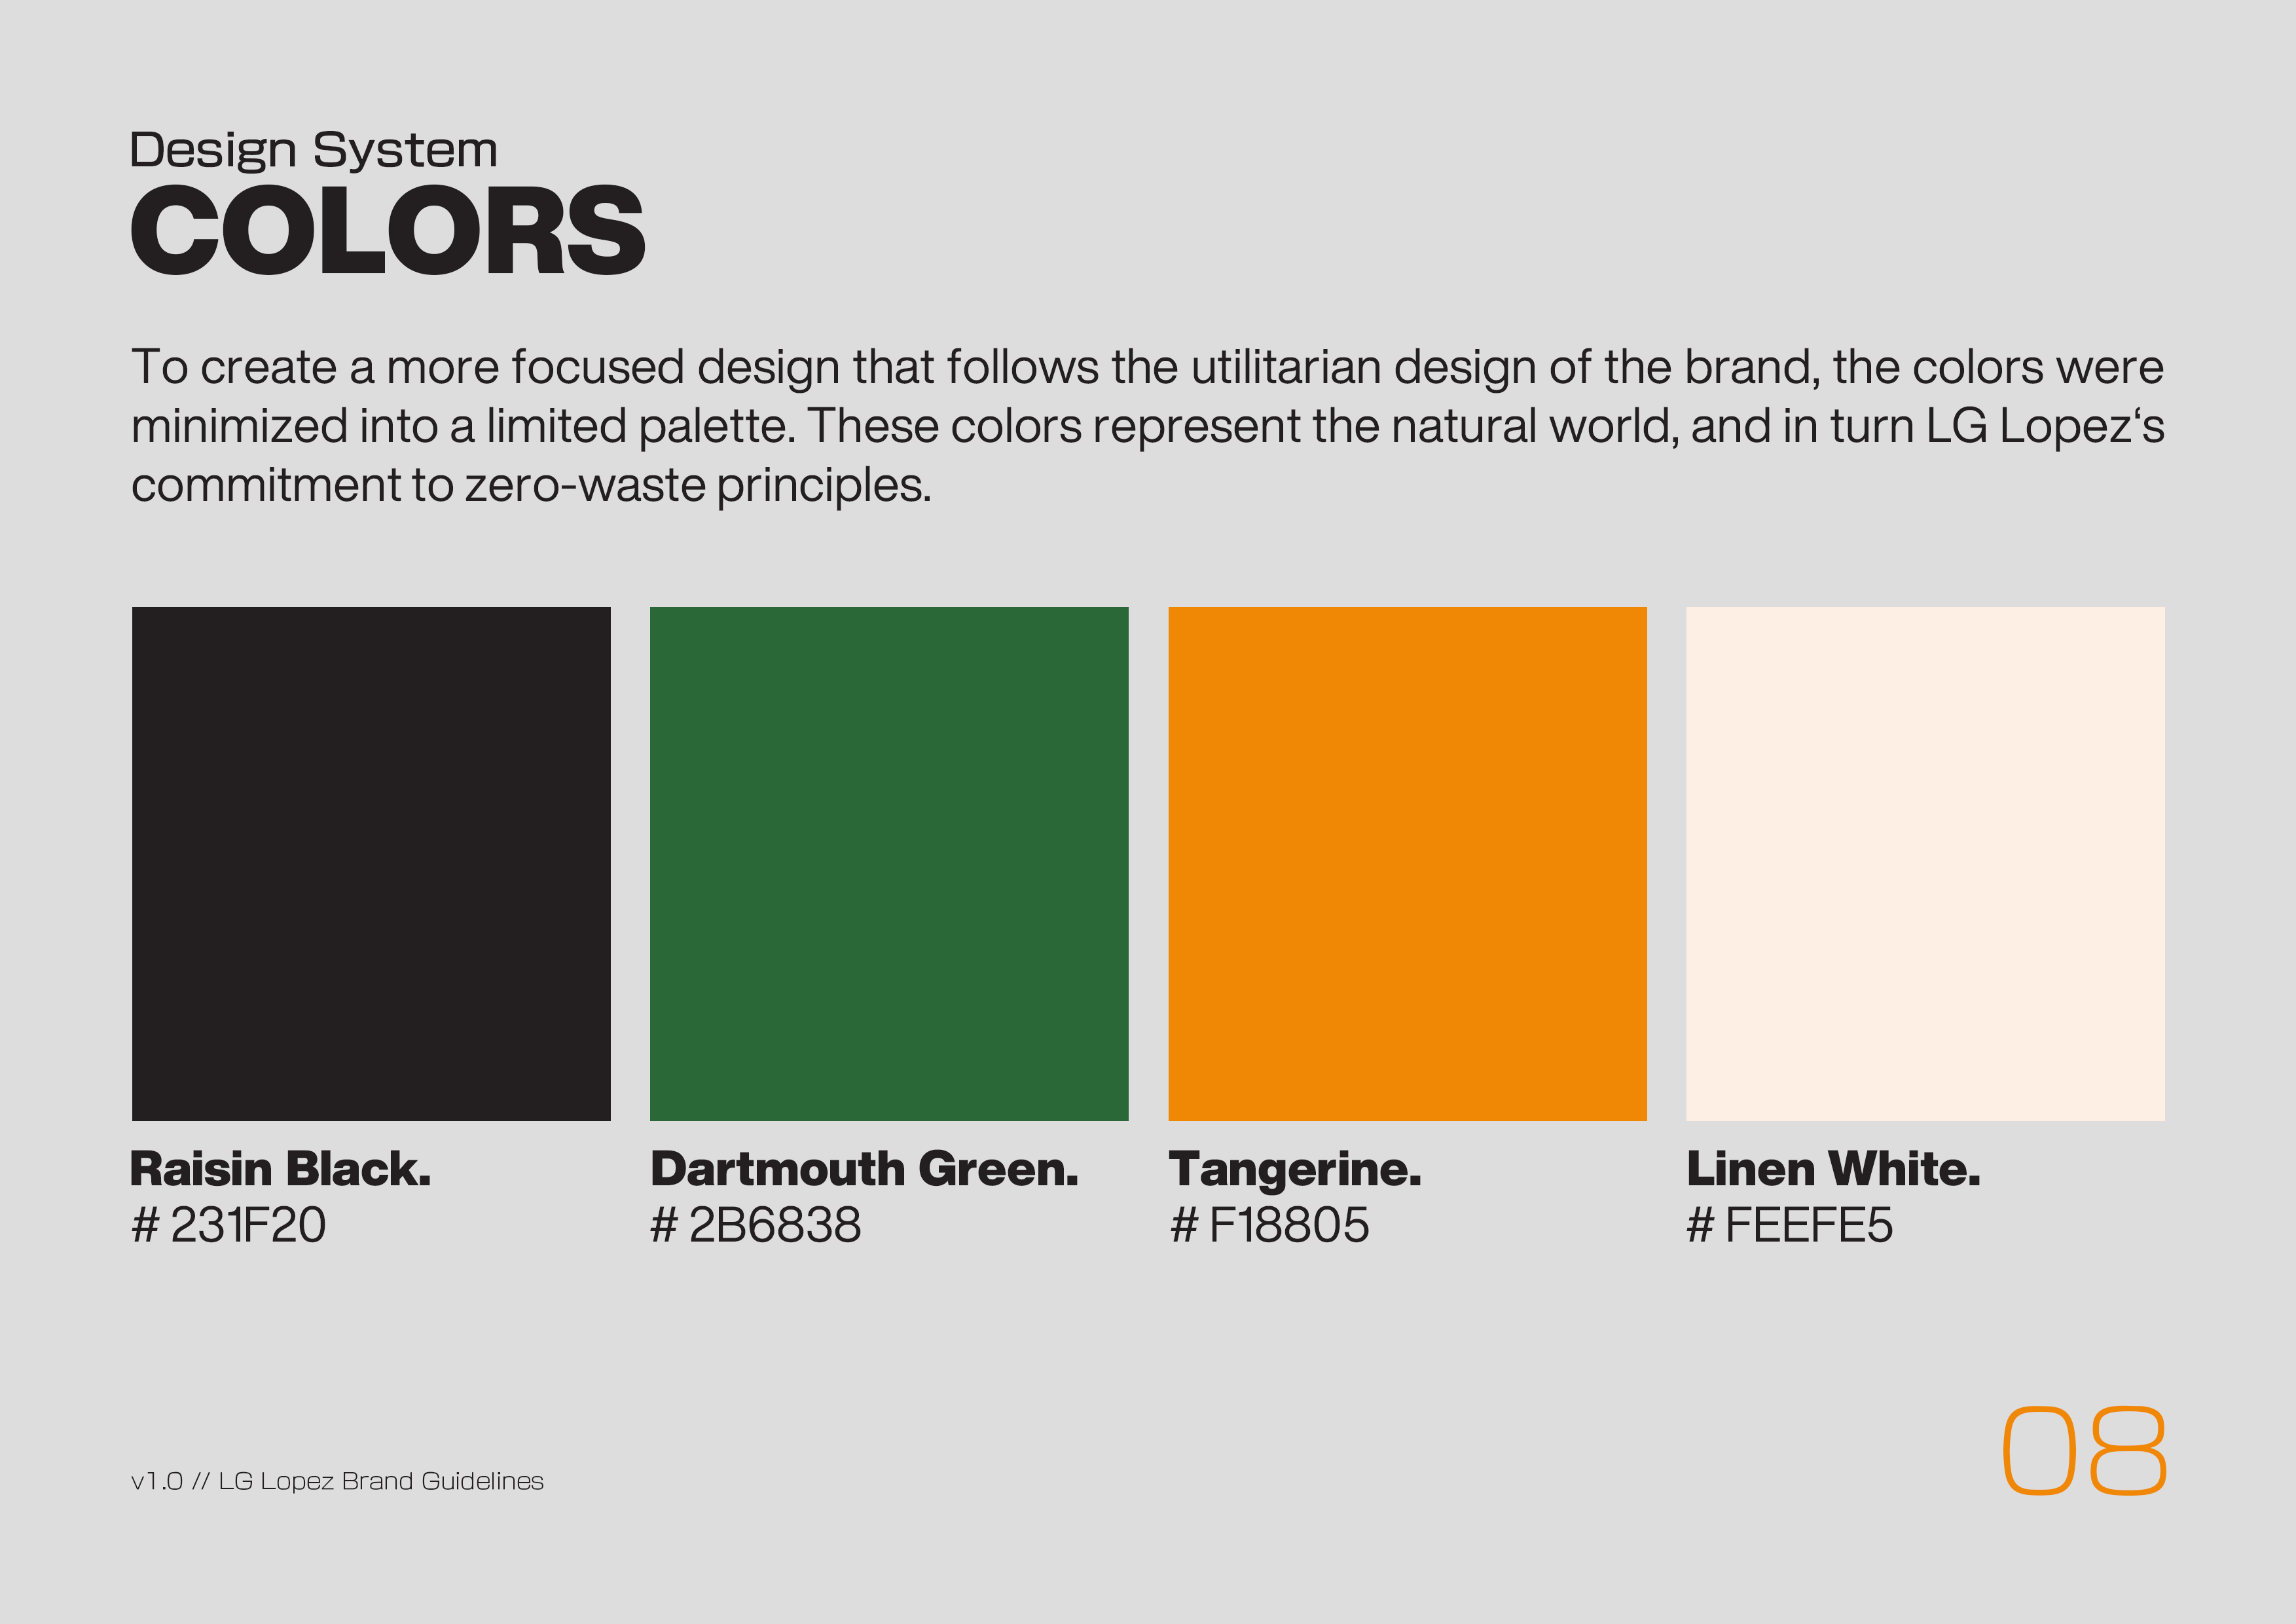 Design System
COLORS
To create a more focused design that follows the utilitarian design of the brand, the colors were
minimized into a limited palette. These colors represent the natural world, and in turn LG Lopez‘s
commitment to zero-waste principles.
Raisin Black.
# 231F20
Dartmouth Green.
# 2B6838
Tangerine.
# F18805
Linen White.
# FEEFE5
v1.0 // LG Lopez Brand Guidelines
08